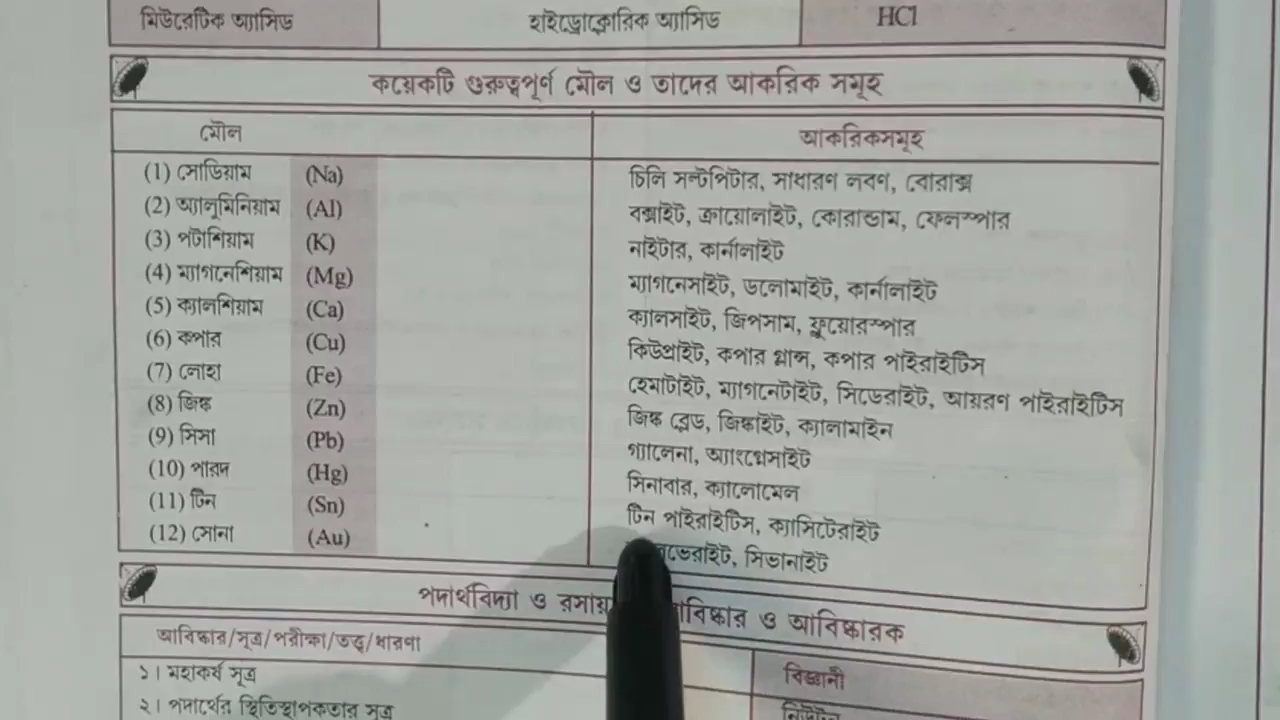 মিউরেটিক অ্যাসিড হাইড্রোক্লোরিক অ্যাসিড HCl
কয়েকটি গুরুত্বপূর্ণ মৌল ও তাদের আকরিক সমূহ
মৌল আকরিকসমূহ
(1) সোডিয়াম (Na) চিলি সল্টপিটার, সাধারণ লবণ, বোরাক্স
(2) অ্যালুমিনিয়াম (Al) বক্সাইট, ক্রায়োলাইট, কোরান্ডাম, ফেলস্পার
(3) পটাশিয়াম (K) নাইটার, কার্নালাইট
(4) ম্যাগনেশিয়াম (Mg) ম্যাগনেসাইট, ডলোমাইট, কার্নালাইট
(5) ক্যালশিয়াম (Ca) ক্যালসাইট, জিপসাম, ফ্লুয়োরস্পার
(6) কপার (Cu) কিউপ্রাইট, কপার গ্লান্স, কপার পাইরাইটিস
(7) লোহা (Fe) হেমাটাইট, ম্যাগনেটাইট, সিডেরাইট, আয়রণ পাইরাইটিস
(8) জিঙ্ক (Zn) জিঙ্ক ব্লেড, জিঙ্কাইট, ক্যালামাইন
(9) সিসা (Pb) গ্যালেনা, অ্যাংগ্লেসাইট
(10) পারদ (Hg) সিনাবার, ক্যালোমেল
(11) টিন (Sn) টিন পাইরাইটিস, ক্যাসিটেরাইট
(12) সোনা (Au) সিভানাইট
পদার্থবিদ্যা ও ও আবিষ্কারক
আবিষ্কার/সূত্র/পরীক্ষা/তত্ত্ব/ধারণা বিজ্ঞানী
১। মহাকর্ষ সূত্র
২। পদার্থের স্থিতিস্থাপকতার সূত্র